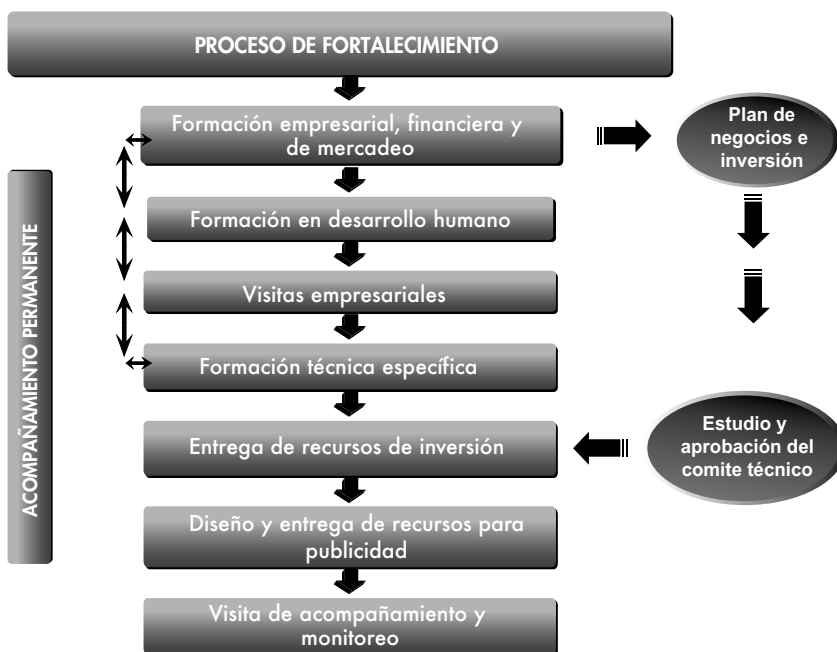 PROCESO DE FORTALECIMIENTO
Formación empresarial, financiera y
de mercadeo
Plan de
negocios e
inversión
ACOMPAÑAMIENTO PERMANENTE
Formación en desarrollo humano
Visitas empresariales
Formación técnica específica
Entrega de recursos de inversión
Estudio y
aprobación del
comite técnico
Diseño y entrega de recursos para
publicidad
Visita de acompañamiento y
monitoreo